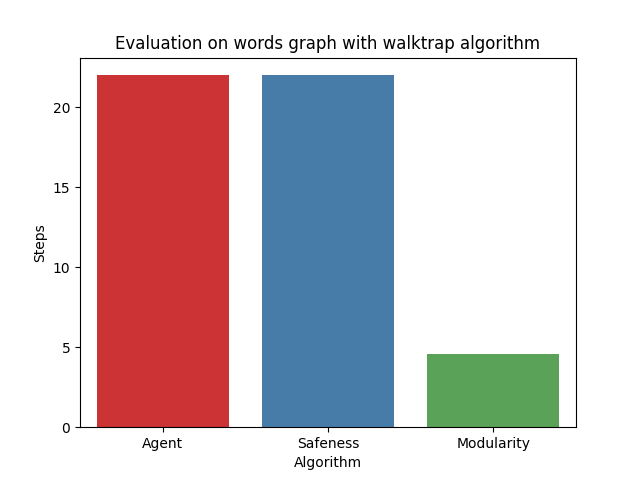 Evaluation on words graph with walktrap algorithm
20
15
10
5
0
Steps
Agent
Safeness
Modularity
Algorithm